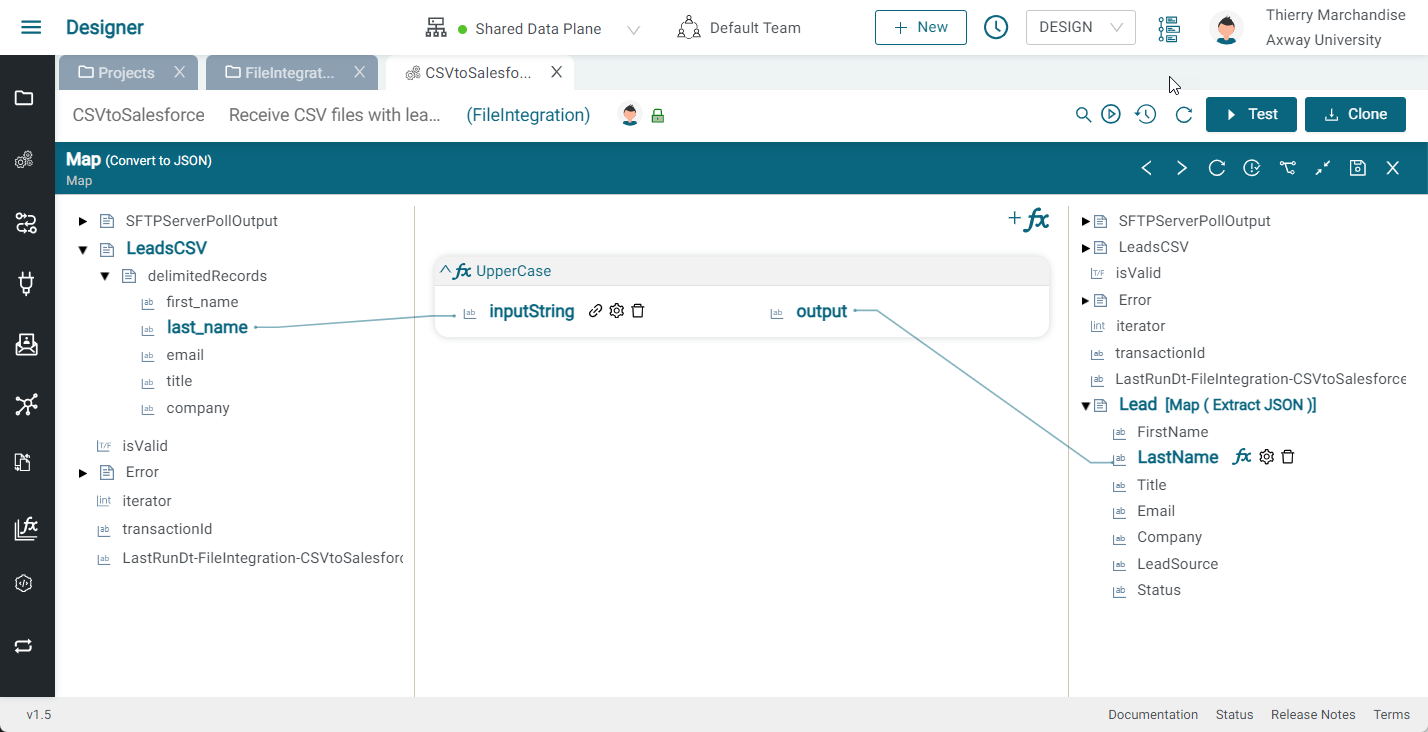 Designer
Shared Data Plane
Default Team
+ New
DESIGN
Thierry Marchandise
Axway University
Projects X
FileIntegrat... X
CSVtoSalesfo... X
CSVtoSalesforce
Receive CSV files with lea...
(FileIntegration)
Test
Clone
Map (Convert to JSON)
Map
SFTPServerPollOutput
LeadsCSV
delimitedRecords
ab first_name
ab last_name
ab email
ab title
ab company
T/F isValid
Error
int iterator
ab transactionId
ab LastRunDt-FileIntegration-CSVtoSalesforc
+ fx
fx UpperCase
ab inputString
ab output
SFTPServerPollOutput
LeadsCSV
T/F isValid
Error
int iterator
ab transactionId
ab LastRunDt-FileIntegration-CSVtoSalesforce
Lead [Map ( Extract JSON )]
ab FirstName
ab LastName fx
ab Title
ab Email
ab Company
ab LeadSource
ab Status
fx
v1.5
Documentation
Status
Release Notes
Terms